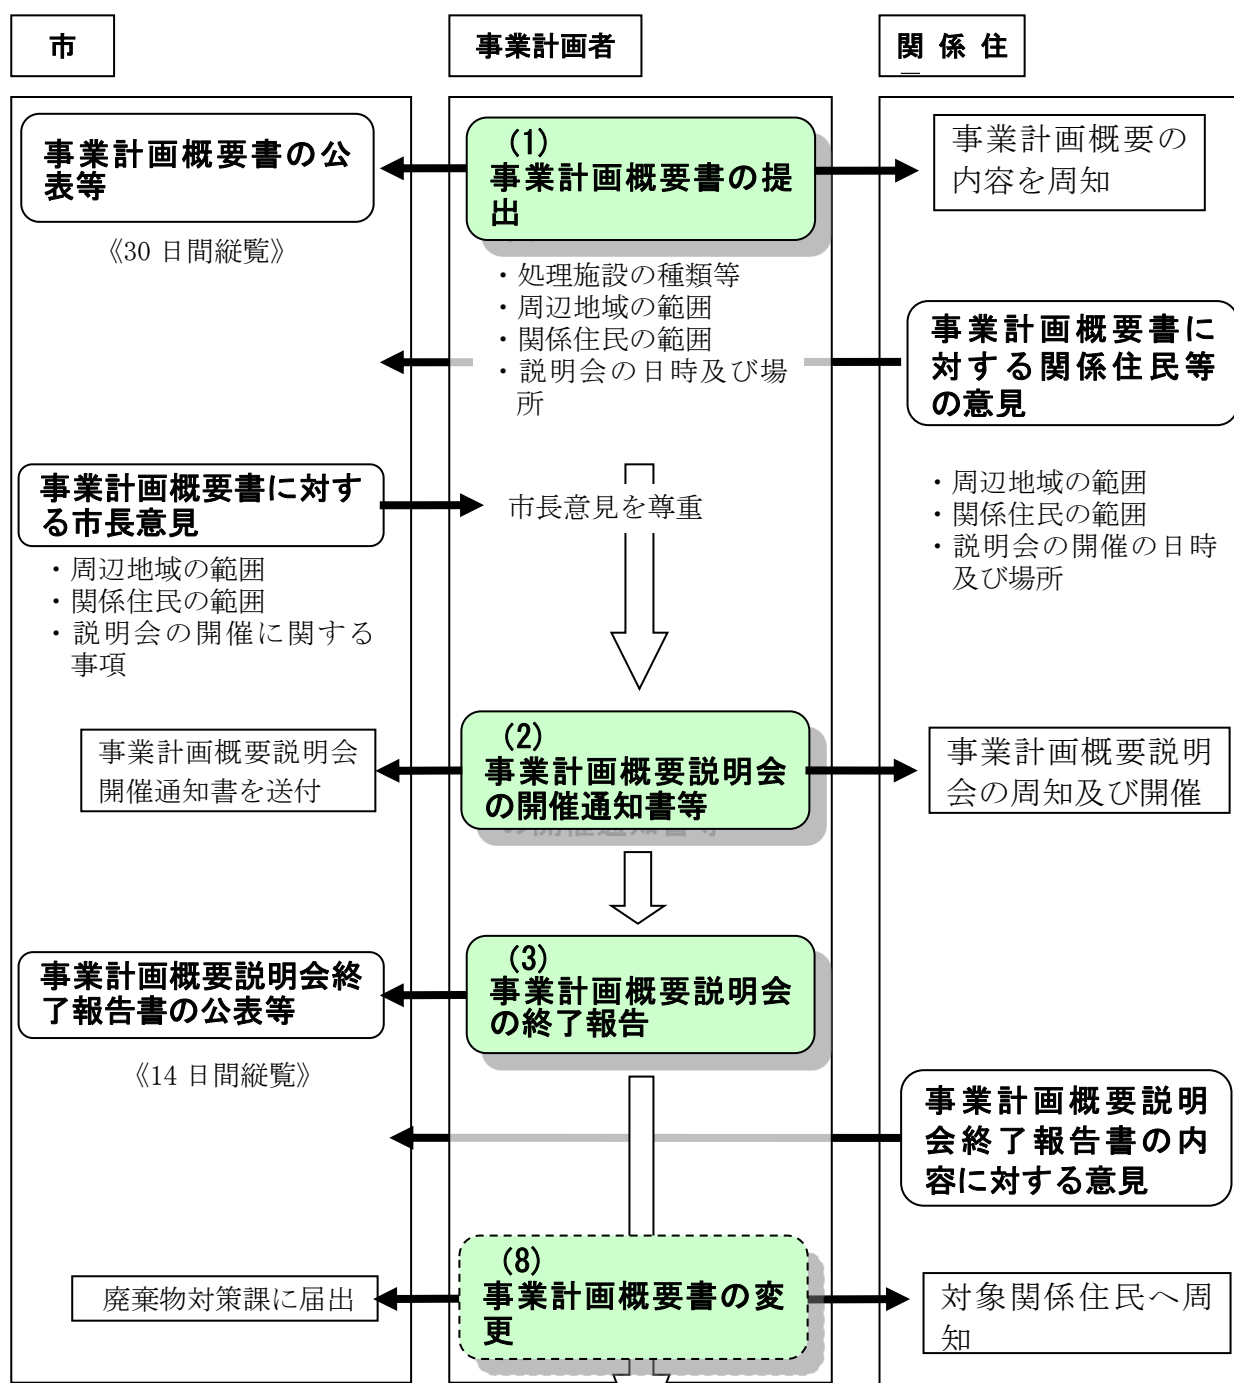 市
事業計画者
関 係 住
事業計画概要書の公
表等
《30 日間縦覧》
(1)
事業計画概要書の提
出
・処理施設の種類等
・周辺地域の範囲
・関係住民の範囲
・説明会の日時及び場
所
事業計画概要の
内容を周知
事業計画概要書に
対する関係住民等
の意見
・周辺地域の範囲
・関係住民の範囲
・説明会の開催の日時
及び場所
事業計画概要書に対す
る市長意見
・周辺地域の範囲
・関係住民の範囲
・説明会の開催に関する
事項
市長意見を尊重
事業計画概要説明会
開催通知書を送付
(2)
事業計画概要説明会
の開催通知書等
事業計画概要説明
会の周知及び開催
事業計画概要説明会終
了報告書の公表等
《14 日間縦覧》
(3)
事業計画概要説明会
の終了報告
事業計画概要説明
会終了報告書の内
容に対する意見
廃棄物対策課に届出
(8)
事業計画概要書の変
更
対象関係住民へ周
知